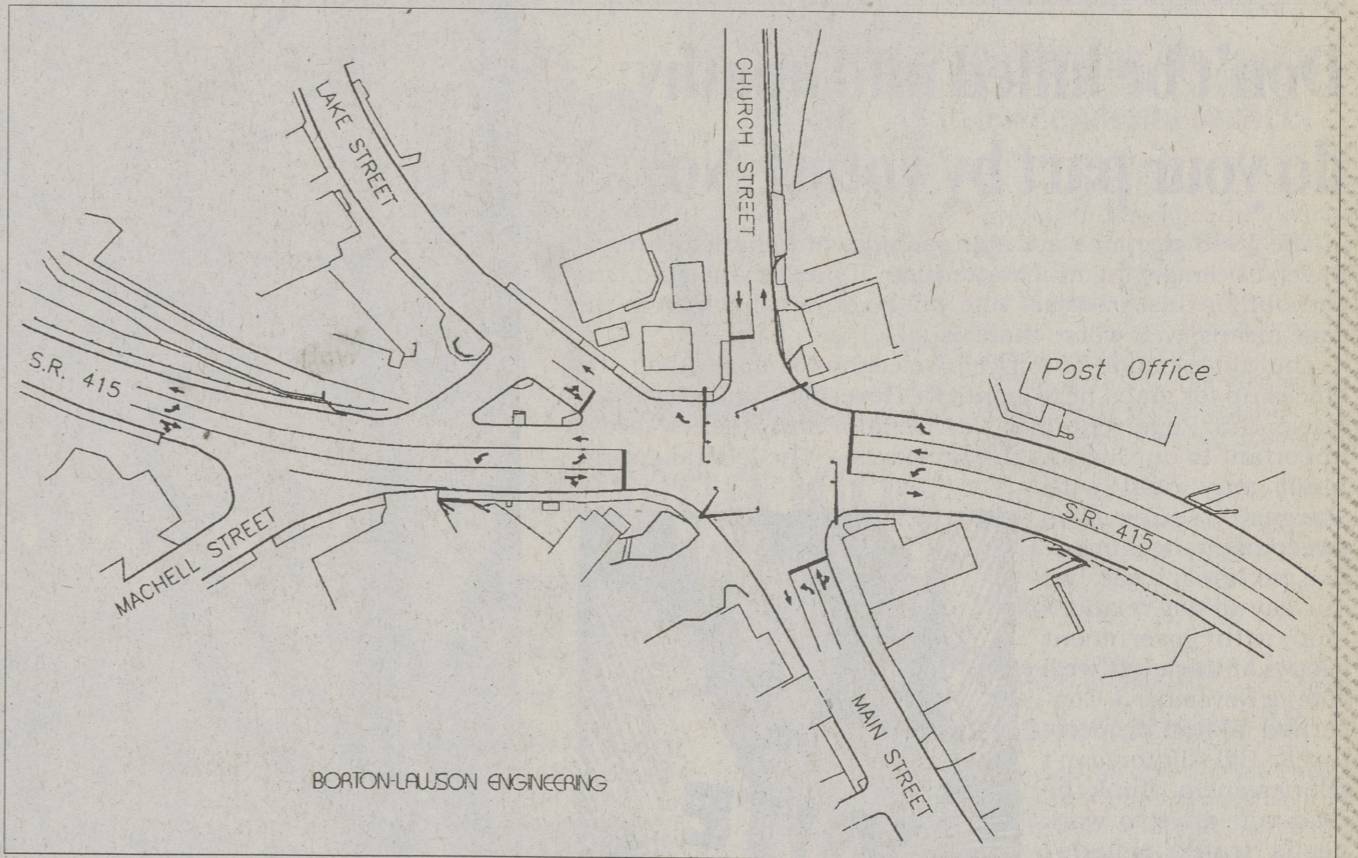 LAKE STREET
CHURCH STREET
S.R. 415
Post Office
S.R. 415
MACHELL STREET
MAIN STREET
BORTON-LAWSON ENGINEERING